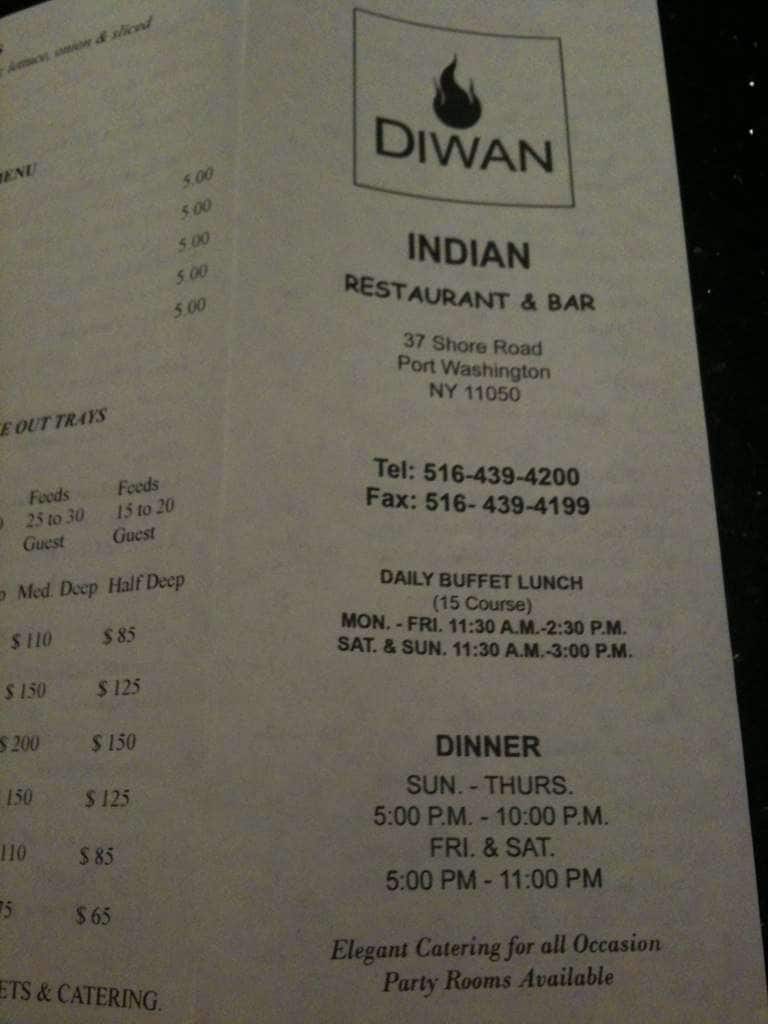 lettuce, onion & sliced
MENU
5.00
5.00
5.00
5.00
5.00
OUT TRAYS
Feeds Feeds
25 to 30 15 to 20
Guest Guest
Med. Deep Half Deep
$ 110 $ 85
$ 150 $ 125
$ 200 $ 150
150 $ 125
110 $ 85
$ 65
& CATERING.
DIWAN
INDIAN
RESTAURANT & BAR
37 Shore Road
Port Washington
NY 11050
Tel: 516-439-4200
Fax: 516- 439-4199
DAILY BUFFET LUNCH
(15 Course)
MON. - FRI. 11:30 A.M.-2:30 P.M.
SAT. & SUN. 11:30 A.M.-3:00 P.M.
DINNER
SUN. - THURS.
5:00 P.M. - 10:00 P.M.
FRI. & SAT.
5:00 PM - 11:00 PM
Elegant Catering for all Occasion
Party Rooms Available